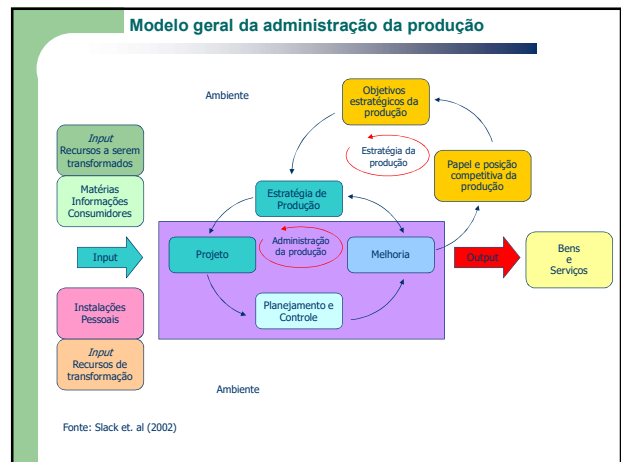 Modelo geral da administração da produção
Ambiente
Objetivos
estratégicos da
produção
Input
Recursos a serem
transformados
Estratégia da
produção
Papel e posição
competitiva da
produção
Matérias
Informações
Consumidores
Estratégia de
Produção
Input
Projeto
Administração
da produção
Melhoria
Output
Bens
e
Serviços
Planejamento e
Controle
Instalações
Pessoais
Input
Recursos de
transformação
Ambiente
Fonte: Slack et. al (2002)